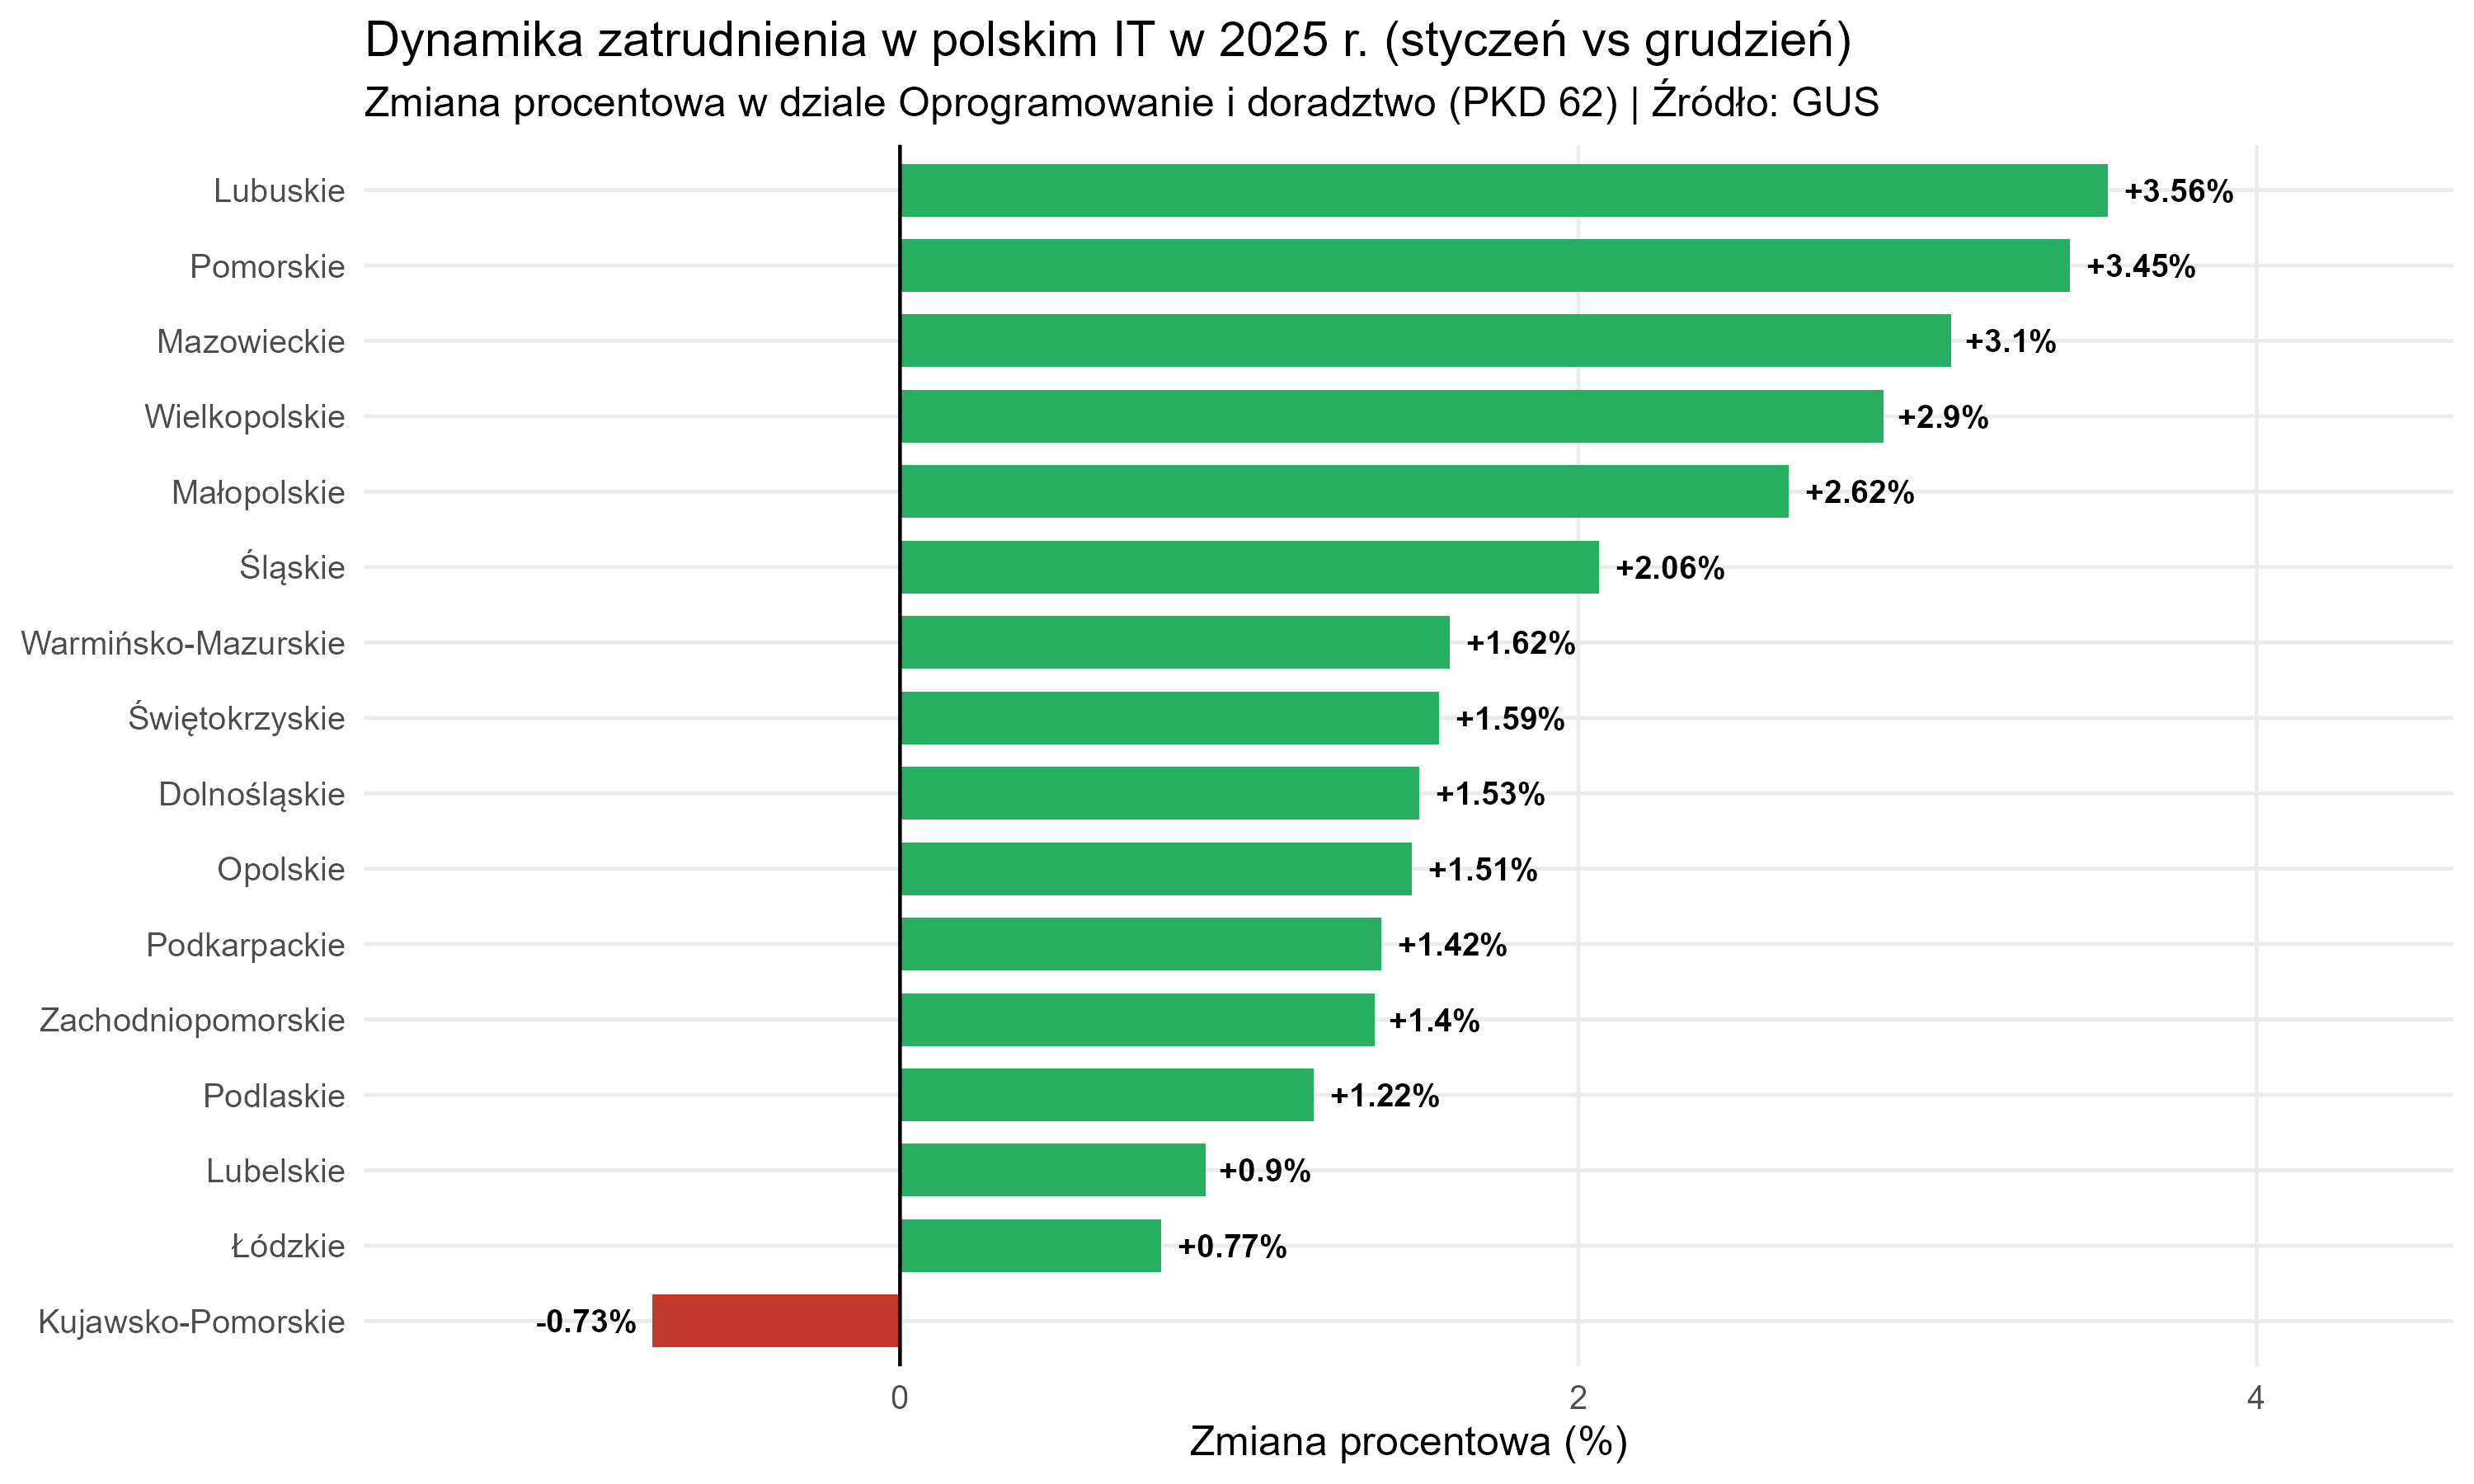 Dynamika zatrudnienia w polskim IT w 2025 r. (styczeń vs grudzień)
Zmiana procentowa w dziale Oprogramowanie i doradztwo (PKD 62) | Źródło: GUS
Lubuskie +3.56%
Pomorskie +3.45%
Mazowieckie +3.1%
Wielkopolskie +2.9%
Małopolskie +2.62%
Śląskie +2.06%
Warmińsko-Mazurskie +1.62%
Świętokrzyskie +1.59%
Dolnośląskie +1.53%
Opolskie +1.51%
Podkarpackie +1.42%
Zachodniopomorskie +1.4%
Podlaskie +1.22%
Lubelskie +0.9%
Łódzkie +0.77%
Kujawsko-Pomorskie -0.73%
0 2 4
Zmiana procentowa (%)